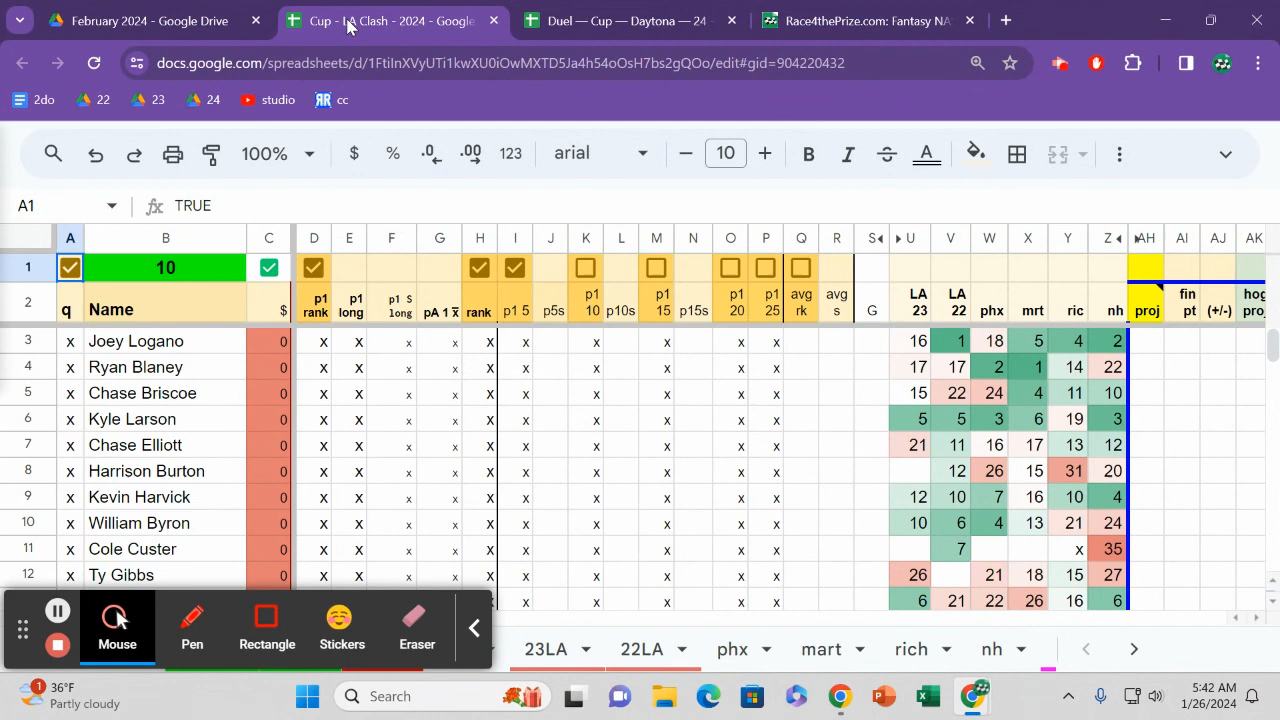 February 2024 - Google Drive
Cup - LA Clash - 2024 - Google
Duel — Cup — Daytona — 24 -
Race4thePrize.com: Fantasy NA
docs.google.com/spreadsheets/d/1FtiInXVyUTi1kwXU0iOwMXTD5Ja4h54oOsH7bs2gQOo/edit#gid=904220432
2do 22 23 24 studio cc
100% $ % .0 .00 123 arial 10 B I S A
A1 fx TRUE
A B C D E F G H I J K L M N O P Q R S U V W X Y Z AH AI AJ AK
1 10
2 q Name $ p1 rank p1 long p1 S long pA 1 x̄ rank p1 5 p5s p1 10 p10s p1 15 p15s p1 20 p1 25 avg rk avg s G LA 23 LA 22 phx mrt ric nh proj fin pt (+/-) hog proj
3 x Joey Logano 0 x x x x x x x x x x x 16 1 18 5 4 2
4 x Ryan Blaney 0 x x x x x x x x x x x 17 17 2 1 14 22
5 x Chase Briscoe 0 x x x x x x x x x x x 15 22 24 4 11 10
6 x Kyle Larson 0 x x x x x x x x x x x 5 5 3 6 19 3
7 x Chase Elliott 0 x x x x x x x x x x x 21 11 16 17 13 12
8 x Harrison Burton 0 x x x x x x x x x x x 12 26 15 31 20
9 x Kevin Harvick 0 x x x x x x x x x x x 12 10 7 16 10 4
10 x William Byron 0 x x x x x x x x x x x 10 6 4 13 21 24
11 x Cole Custer 0 x x x x x x x x x x x 7 x 35
12 x Ty Gibbs 0 x x x x x x x x x x x 26 21 18 15 27
x 6 21 22 26 16 6
Mouse Pen Rectangle Stickers Eraser
23LA 22LA phx mart rich nh
1 36°F
Partly cloudy
Search
5:42 AM
1/26/2024